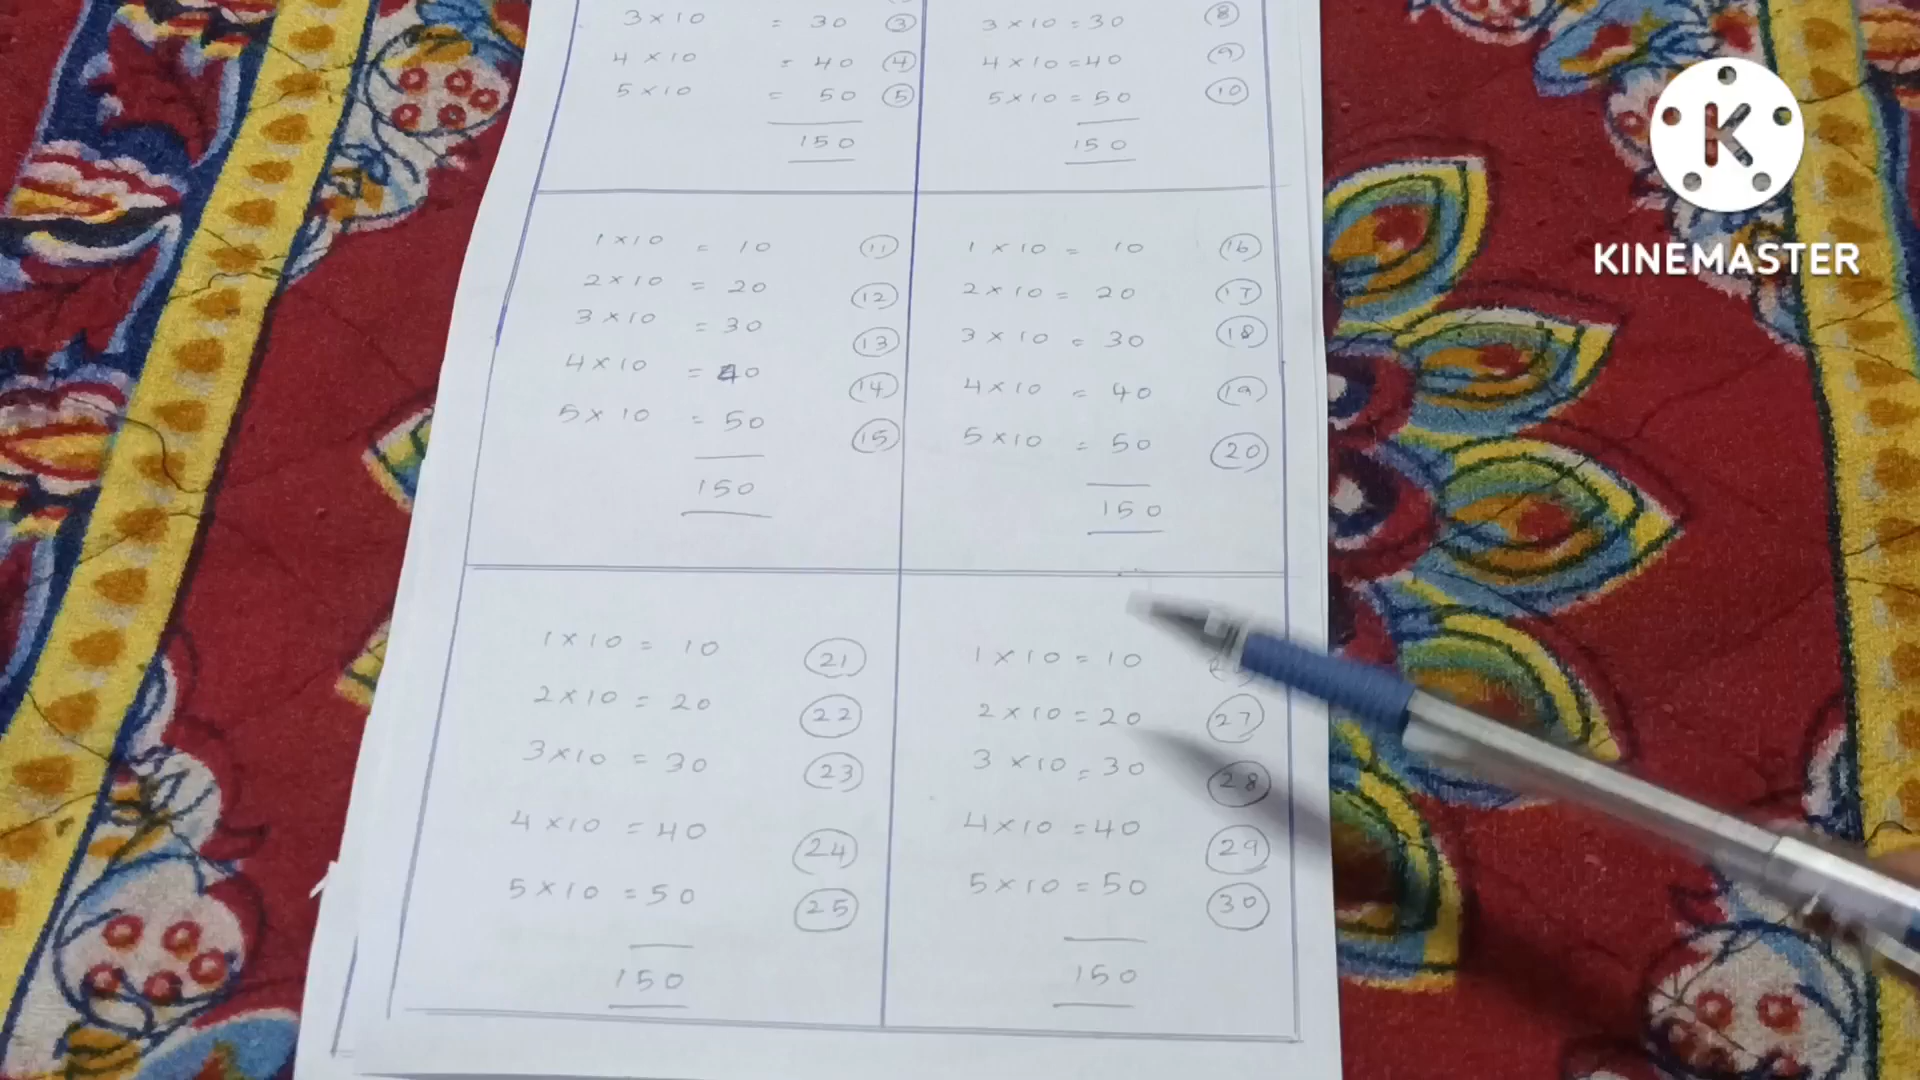 3 × 10 = 30 3
4 × 10 = 40 4
5 × 10 = 50 5
150
3 × 10 = 30 8
4 × 10 = 40 9
5 × 10 = 50 10
150
1 × 10 = 10 11
2 × 10 = 20 12
3 × 10 = 30 13
4 × 10 = 40 14
5 × 10 = 50 15
150
1 × 10 = 10 16
2 × 10 = 20 17
3 × 10 = 30 18
4 × 10 = 40 19
5 × 10 = 50 20
150
1 × 10 = 10 21
2 × 10 = 20 22
3 × 10 = 30 23
4 × 10 = 40 24
5 × 10 = 50 25
150
1 × 10 = 10
2 × 10 = 20 27
3 × 10 = 30 28
4 × 10 = 40 29
5 × 10 = 50 30
150
K
KINEMASTER